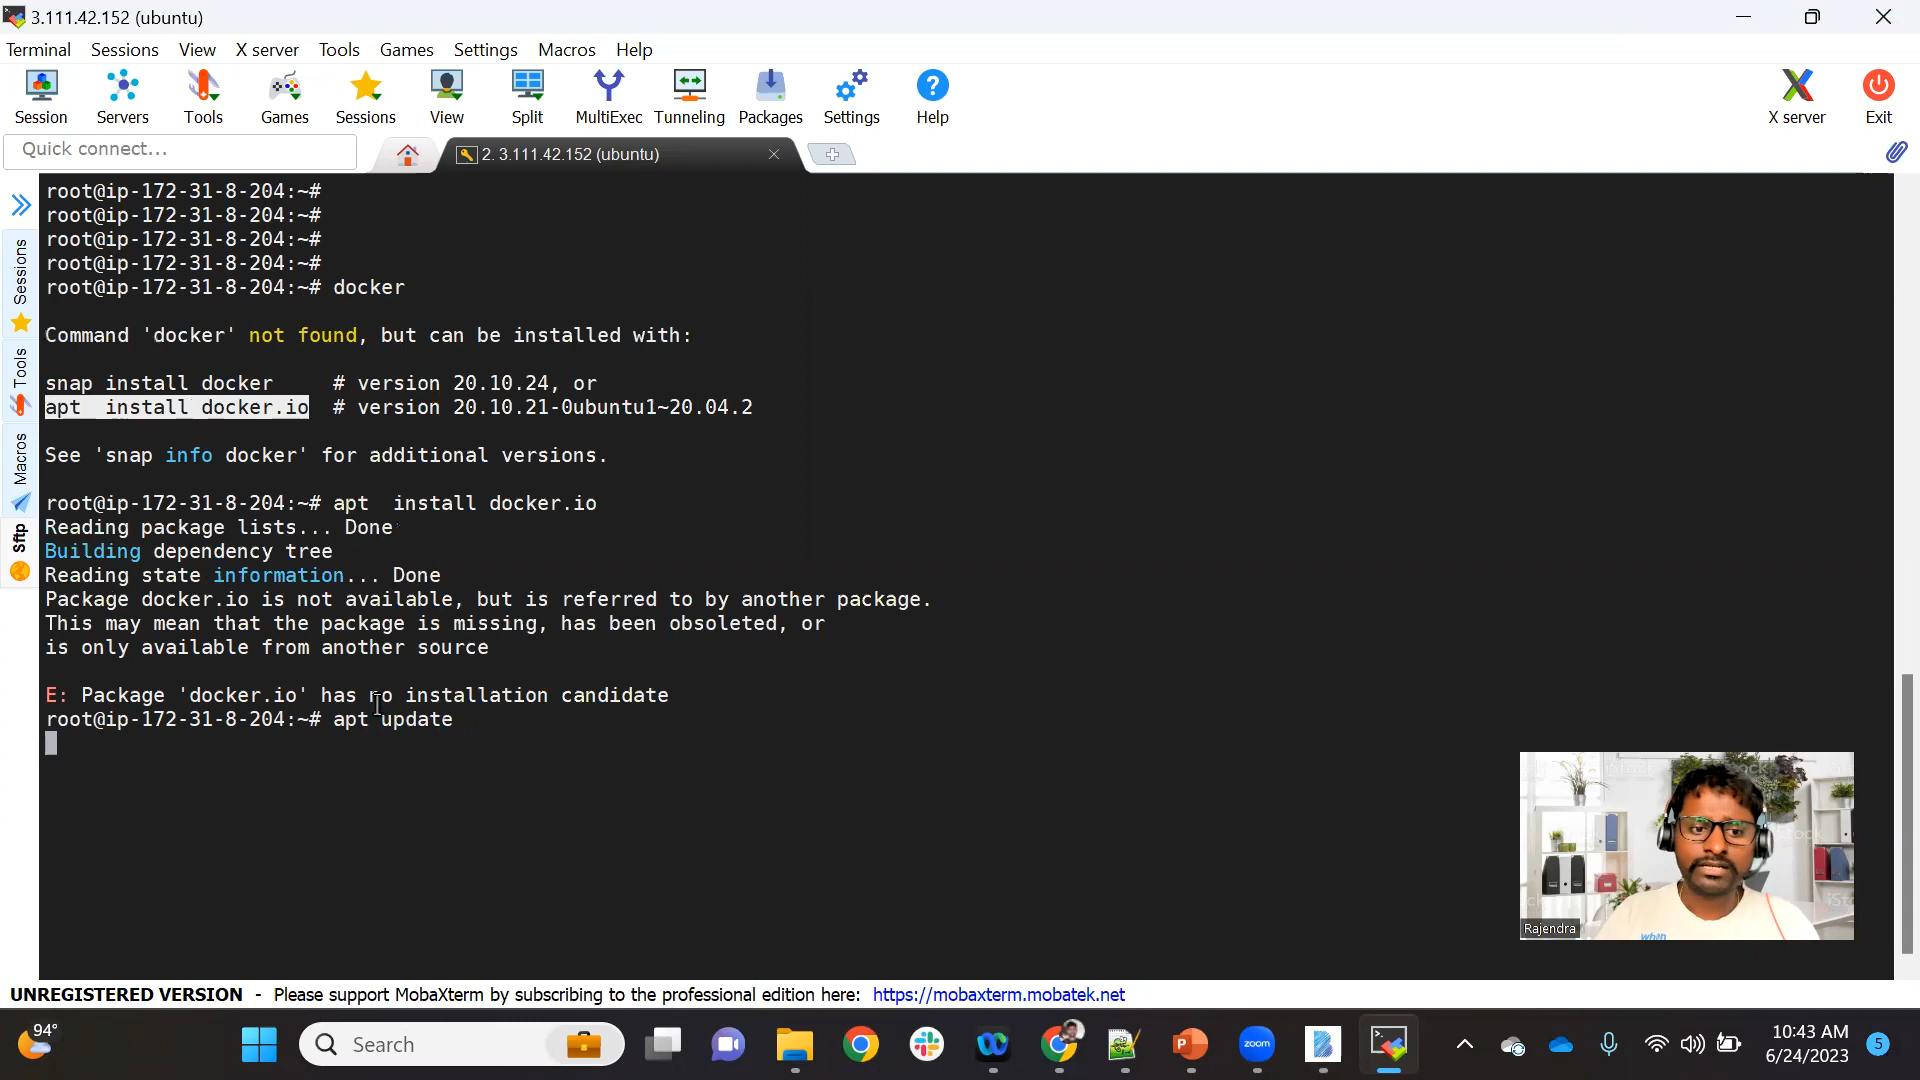 3.111.42.152 (ubuntu)
Terminal Sessions View X server Tools Games Settings Macros Help
Session Servers Tools Games Sessions View Split MultiExec Tunneling Packages Settings Help X server Exit
Quick connect...
2. 3.111.42.152 (ubuntu)
Sessions
Tools
Macros
Sftp
root@ip-172-31-8-204:~#
root@ip-172-31-8-204:~#
root@ip-172-31-8-204:~#
root@ip-172-31-8-204:~#
root@ip-172-31-8-204:~# docker
Command 'docker' not found, but can be installed with:
snap install docker     # version 20.10.24, or
apt  install docker.io  # version 20.10.21-0ubuntu1~20.04.2
See 'snap info docker' for additional versions.
root@ip-172-31-8-204:~# apt  install docker.io
Reading package lists... Done
Building dependency tree
Reading state information... Done
Package docker.io is not available, but is referred to by another package.
This may mean that the package is missing, has been obsoleted, or
is only available from another source
E: Package 'docker.io' has no installation candidate
root@ip-172-31-8-204:~# apt update
Rajendra
UNREGISTERED VERSION - Please support MobaXterm by subscribing to the professional edition here: https://mobaxterm.mobatek.net
94°
Search
zoom
10:43 AM
6/24/2023
5